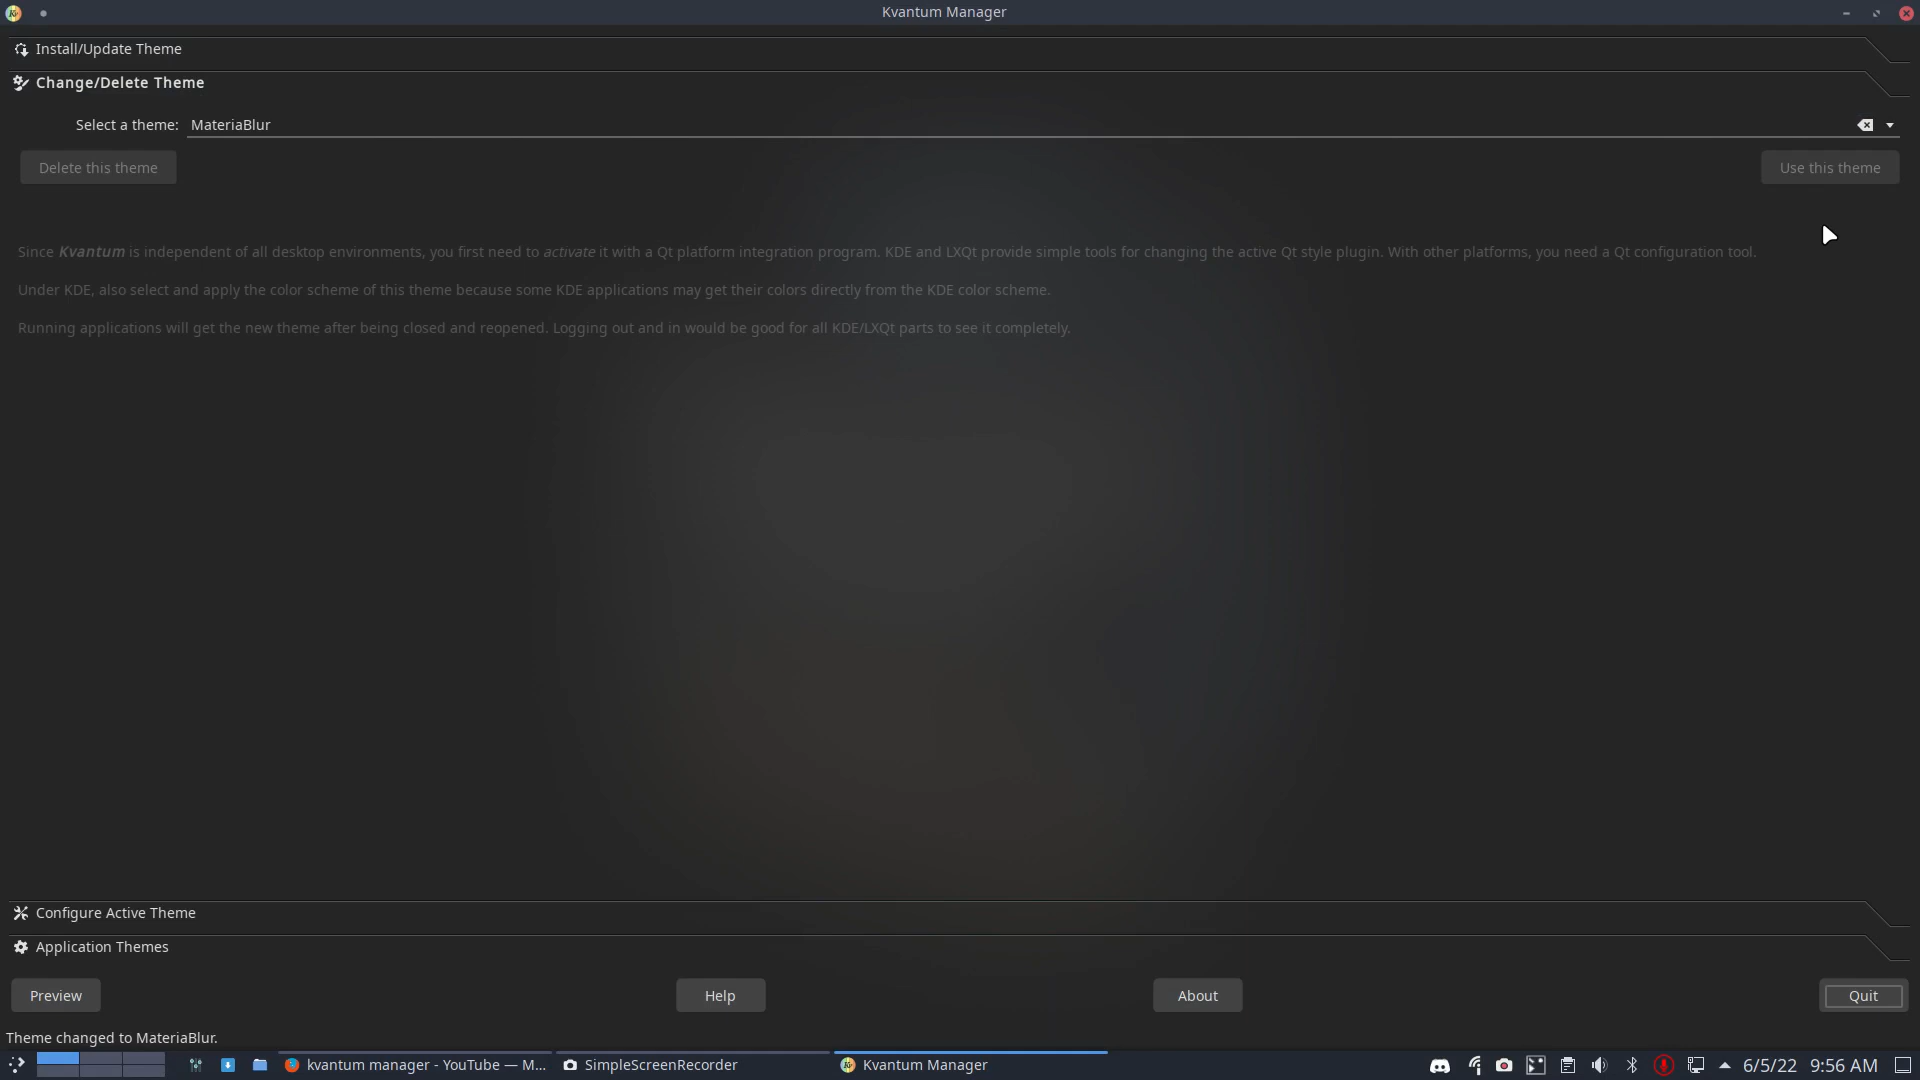 Kvantum Manager
Install/Update Theme
Change/Delete Theme
Select a theme: MateriaBlur
Delete this theme
Use this theme
Since Kvantum is independent of all desktop environments, you first need to activate it with a Qt platform integration program. KDE and LXQt provide simple tools for changing the active Qt style plugin. With other platforms, you need a Qt configuration tool.
Under KDE, also select and apply the color scheme of this theme because some KDE applications may get their colors directly from the KDE color scheme.
Running applications will get the new theme after being closed and reopened. Logging out and in would be good for all KDE/LXQt parts to see it completely.
Configure Active Theme
Application Themes
Preview
Help
About
Quit
Theme changed to MateriaBlur.
kvantum manager - YouTube — M...
SimpleScreenRecorder
Kvantum Manager
6/5/22
9:56 AM